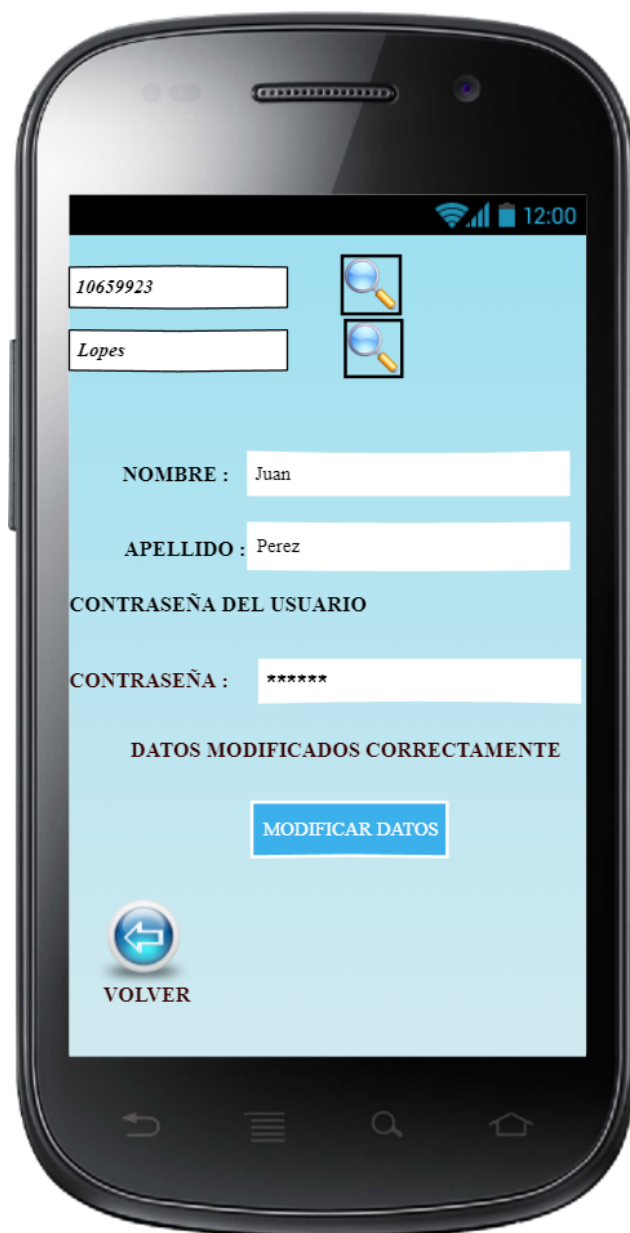 12:00
10659923
Lopes
NOMBRE : Juan
APELLIDO : Perez
CONTRASEÑA DEL USUARIO
CONTRASEÑA : ******
DATOS MODIFICADOS CORRECTAMENTE
MODIFICAR DATOS
VOLVER